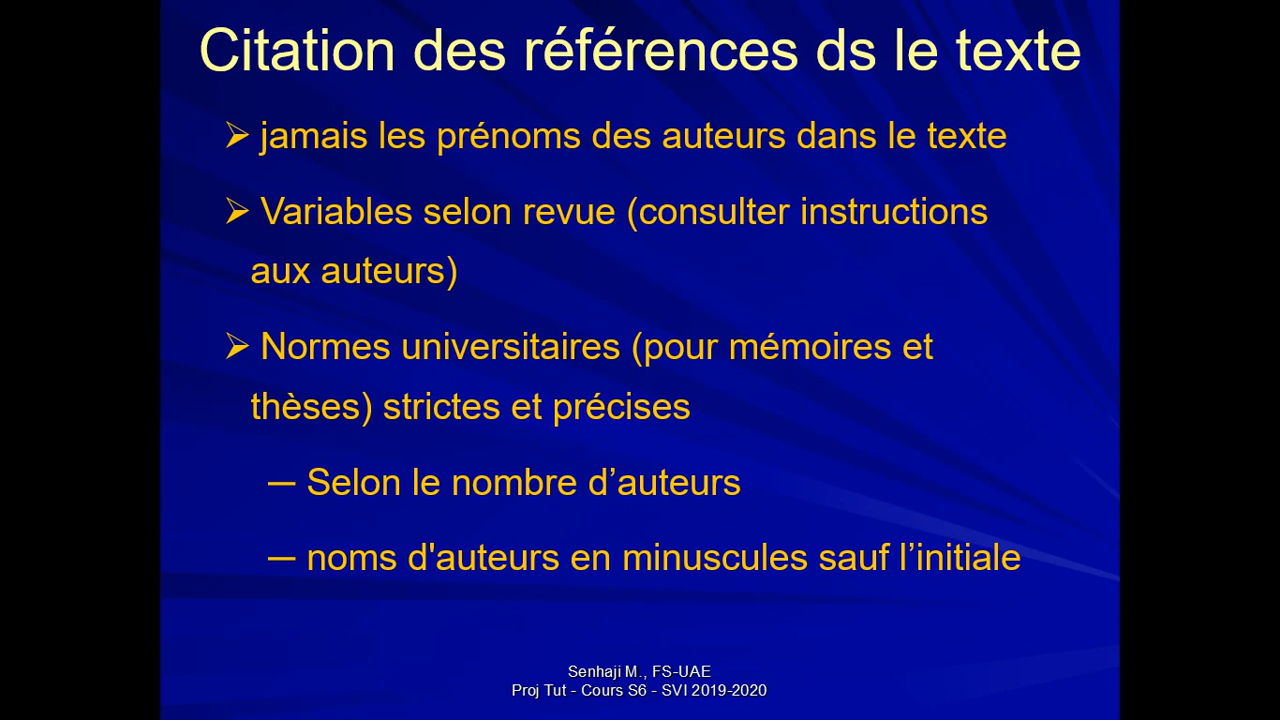 Citation des références ds le texte
➢ jamais les prénoms des auteurs dans le texte
➢ Variables selon revue (consulter instructions
aux auteurs)
➢ Normes universitaires (pour mémoires et
thèses) strictes et précises
─ Selon le nombre d’auteurs
─ noms d'auteurs en minuscules sauf l’initiale
Senhaji M., FS-UAE
Proj Tut - Cours S6 - SVI 2019-2020